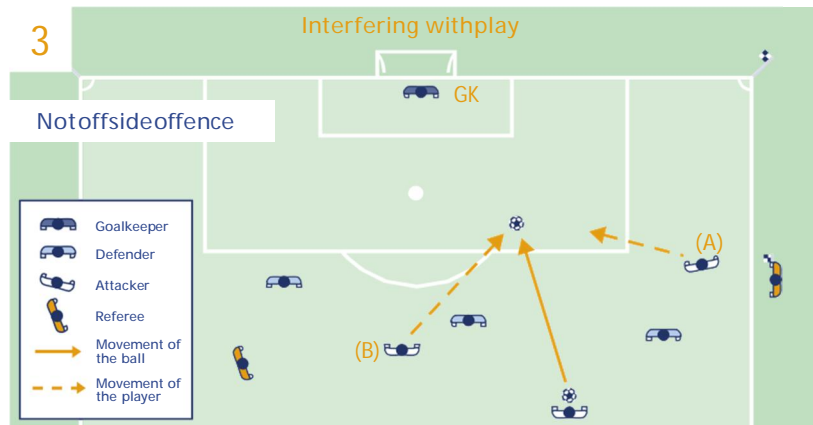 3
Interfering withplay
GK
Notoffsideoffence
(A)
(B)
Goalkeeper
Defender
Attacker
Referee
Movement of
the ball
Movement of
the player